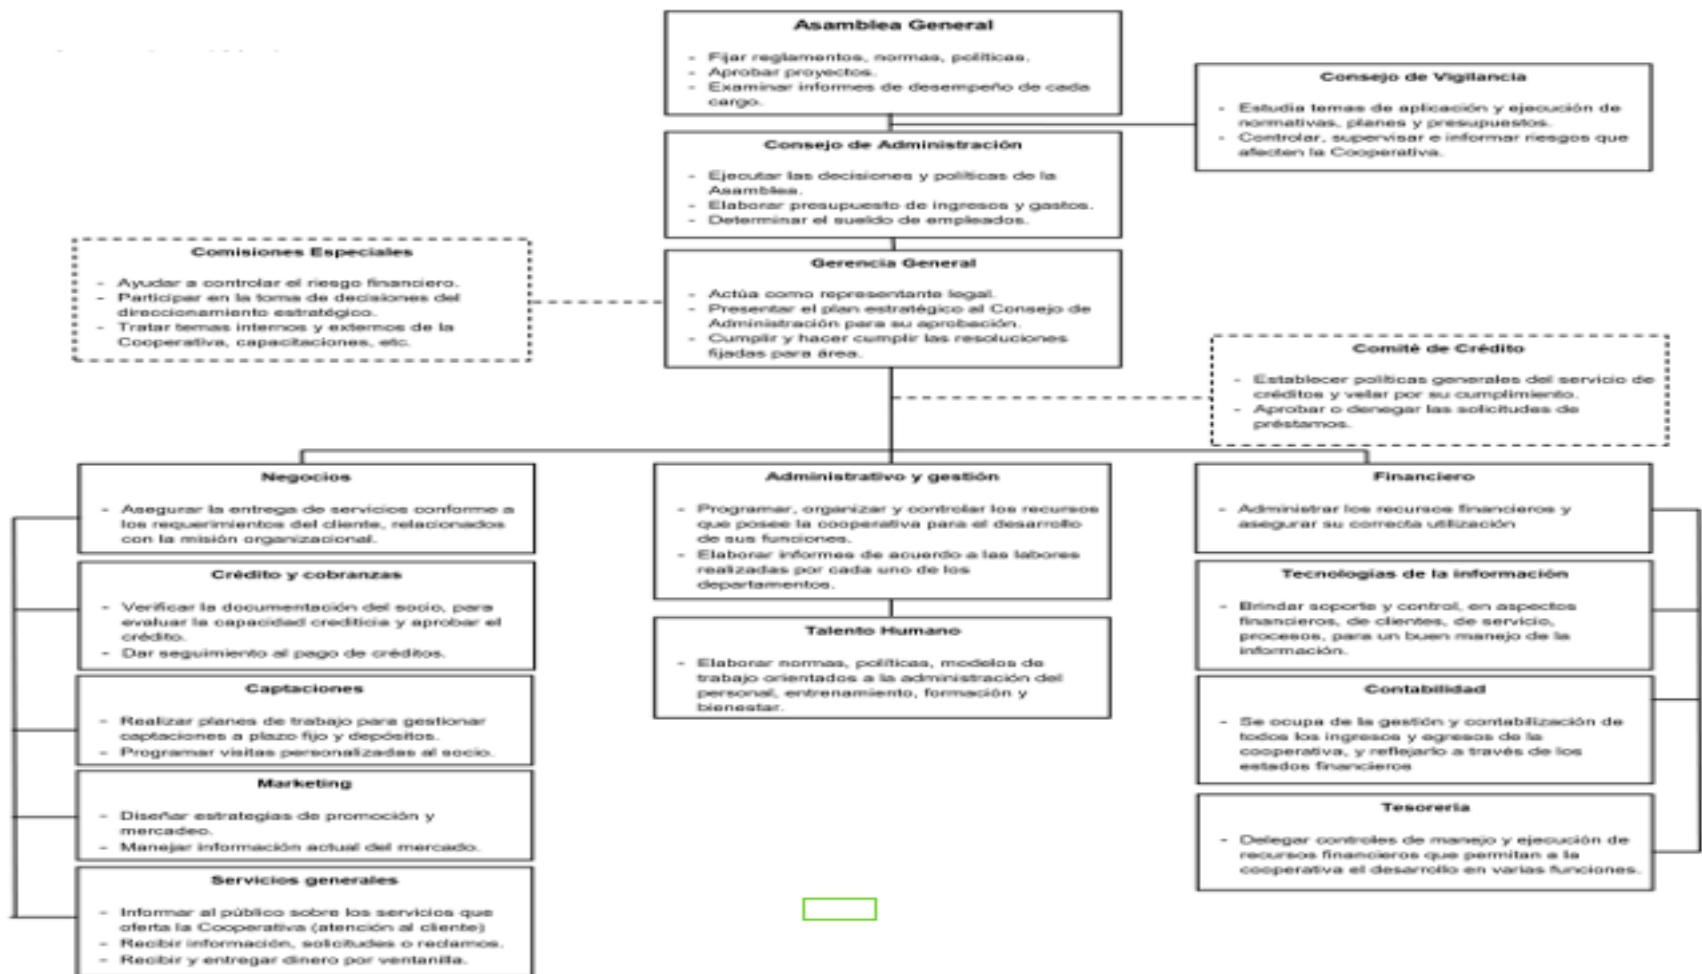 Asamblea General
- Fijar reglamentos, normas, políticas.
- Aprobar proyectos.
- Examinar informes de desempeño de cada
cargo.
Consejo de Vigilancia
- Estudia temas de aplicación y ejecución de
normativas, planes y presupuestos.
- Controlar, supervisar e informar riesgos que
afecten la Cooperativa.
Consejo de Administración
- Ejecutar las decisiones y políticas de la
Asamblea.
- Elaborar presupuesto de ingresos y gastos.
- Determinar el sueldo de empleados.
Comisiones Especiales
- Ayudar a controlar el riesgo financiero.
- Participar en la toma de decisiones del
direccionamiento estratégico.
- Tratar temas internos y externos de la
Cooperativa, capacitaciones, etc.
Gerencia General
- Actúa como representante legal.
- Presentar el plan estratégico al Consejo de
Administración para su aprobación.
- Cumplir y hacer cumplir las resoluciones
fijadas para área.
Comité de Crédito
- Establecer políticas generales del servicio de
créditos y velar por su cumplimiento.
- Aprobar o denegar las solicitudes de
préstamos.
Negocios
- Asegurar la entrega de servicios conforme a
los requerimientos del cliente, relacionados
con la misión organizacional.
Crédito y cobranzas
- Verificar la documentación del socio, para
evaluar la capacidad crediticia y aprobar el
crédito.
- Dar seguimiento al pago de créditos.
Captaciones
- Realizar planes de trabajo para gestionar
captaciones a plazo fijo y depósitos.
- Programar visitas personalizadas al socio.
Marketing
- Diseñar estrategias de promoción y
mercadeo.
- Manejar información actual del mercado.
Servicios generales
- Informar al público sobre los servicios que
oferta la Cooperativa (atención al cliente)
- Recibir información, solicitudes o reclamos.
- Recibir y entregar dinero por ventanilla.
Administrativo y gestión
- Programar, organizar y controlar los recursos
que posee la cooperativa para el desarrollo
de sus funciones.
- Elaborar informes de acuerdo a las labores
realizadas por cada uno de los
departamentos.
Talento Humano
- Elaborar normas, políticas, modelos de
trabajo orientados a la administración del
personal, entrenamiento, formación y
bienestar.
Financiero
- Administrar los recursos financieros y
asegurar su correcta utilización
Tecnologías de la información
- Brindar soporte y control, en aspectos
financieros, de clientes, de servicio,
procesos, para un buen manejo de la
información.
Contabilidad
- Se ocupa de la gestión y contabilización de
todos los ingresos y egresos de la
cooperativa, y reflejarlo a través de los
estados financieros
Tesorería
- Delegar controles de manejo y ejecución de
recursos financieros que permitan a la
cooperativa el desarrollo en varias funciones.